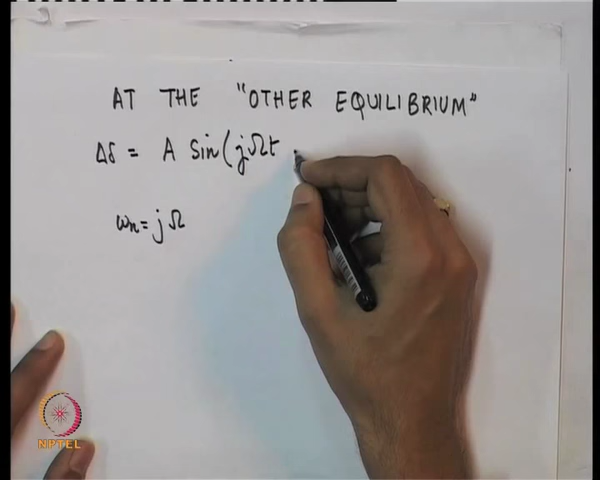 AT THE "OTHER EQUILIBRIUM"
Δδ = A Sin(jΩt
ωn = jΩ
NPTEL